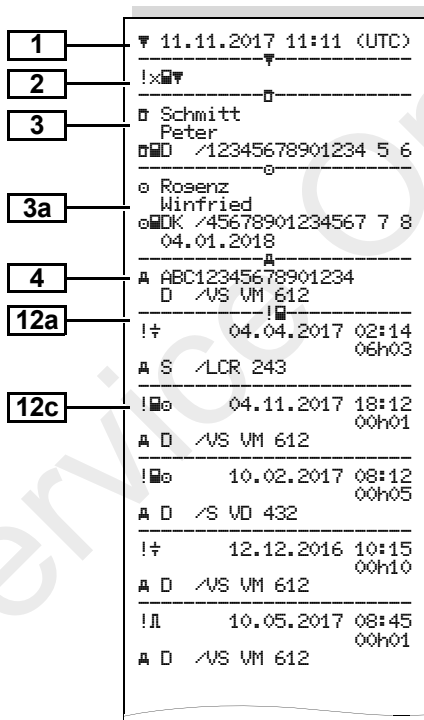 1
▼ 11.11.2017 11:11 (UTC)
2
!x▼
3
Schmitt
Peter
D /12345678901234 5 6
3a
Rogenz
Winfried
DK /45678901234567 7 8
04.01.2018
4
ABC12345678901234
D /VS VM 612
12a
!÷ 04.04.2017 02:14
06h03
S /LCR 243
12c
! 04.11.2017 18:12
00h01
D /VS VM 612
! 10.02.2017 08:12
00h05
D /S VD 432
!÷ 12.12.2016 10:15
00h10
D /VS VM 612
! 10.05.2017 08:45
00h01
D /VS VM 612